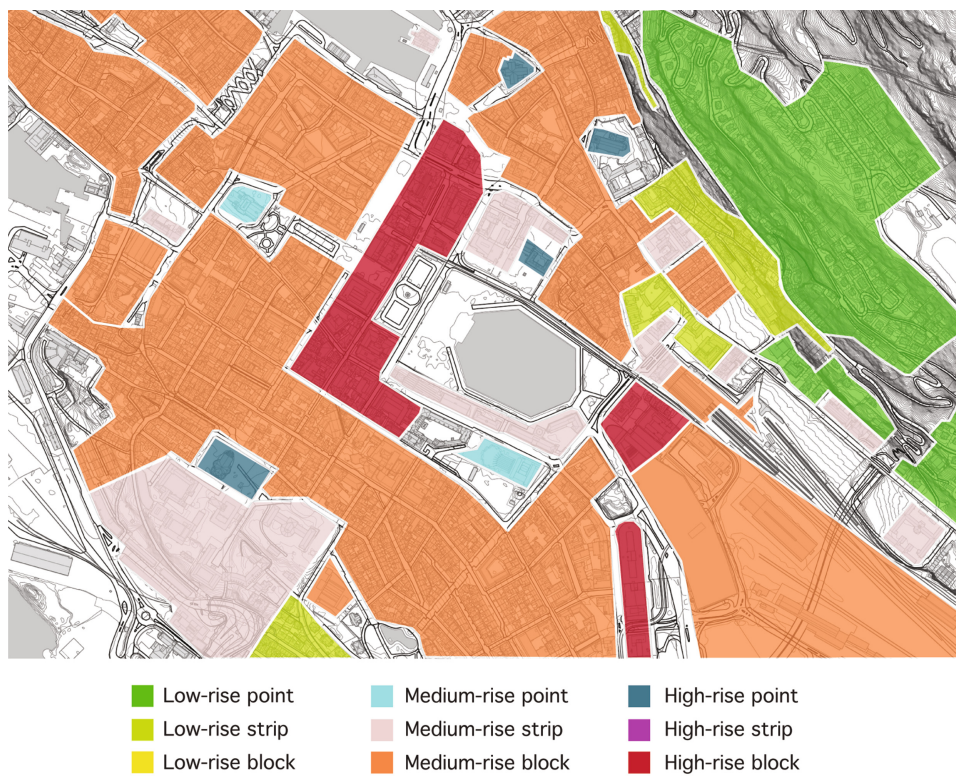 Low-rise point Medium-rise point High-rise point
Low-rise strip Medium-rise strip High-rise strip
Low-rise block Medium-rise block High-rise block